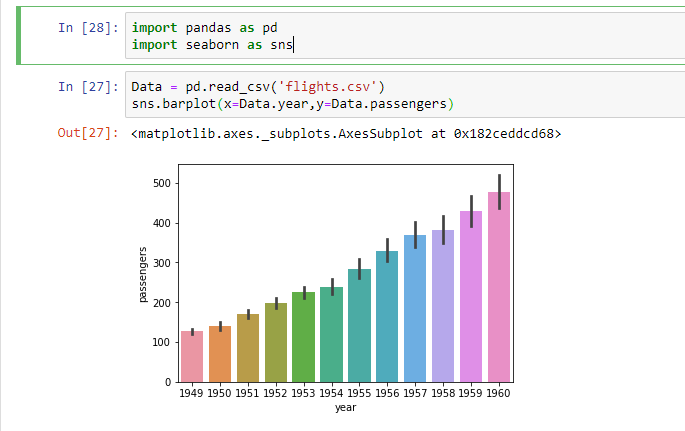 In [28]: import pandas as pd
import seaborn as sns
In [27]: Data = pd.read_csv('flights.csv')
sns.barplot(x=Data.year,y=Data.passengers)
Out[27]: <matplotlib.axes._subplots.AxesSubplot at 0x182ceddcd68>
500
400
300
200
100
0
passengers
1949 1950 1951 1952 1953 1954 1955 1956 1957 1958 1959 1960
year